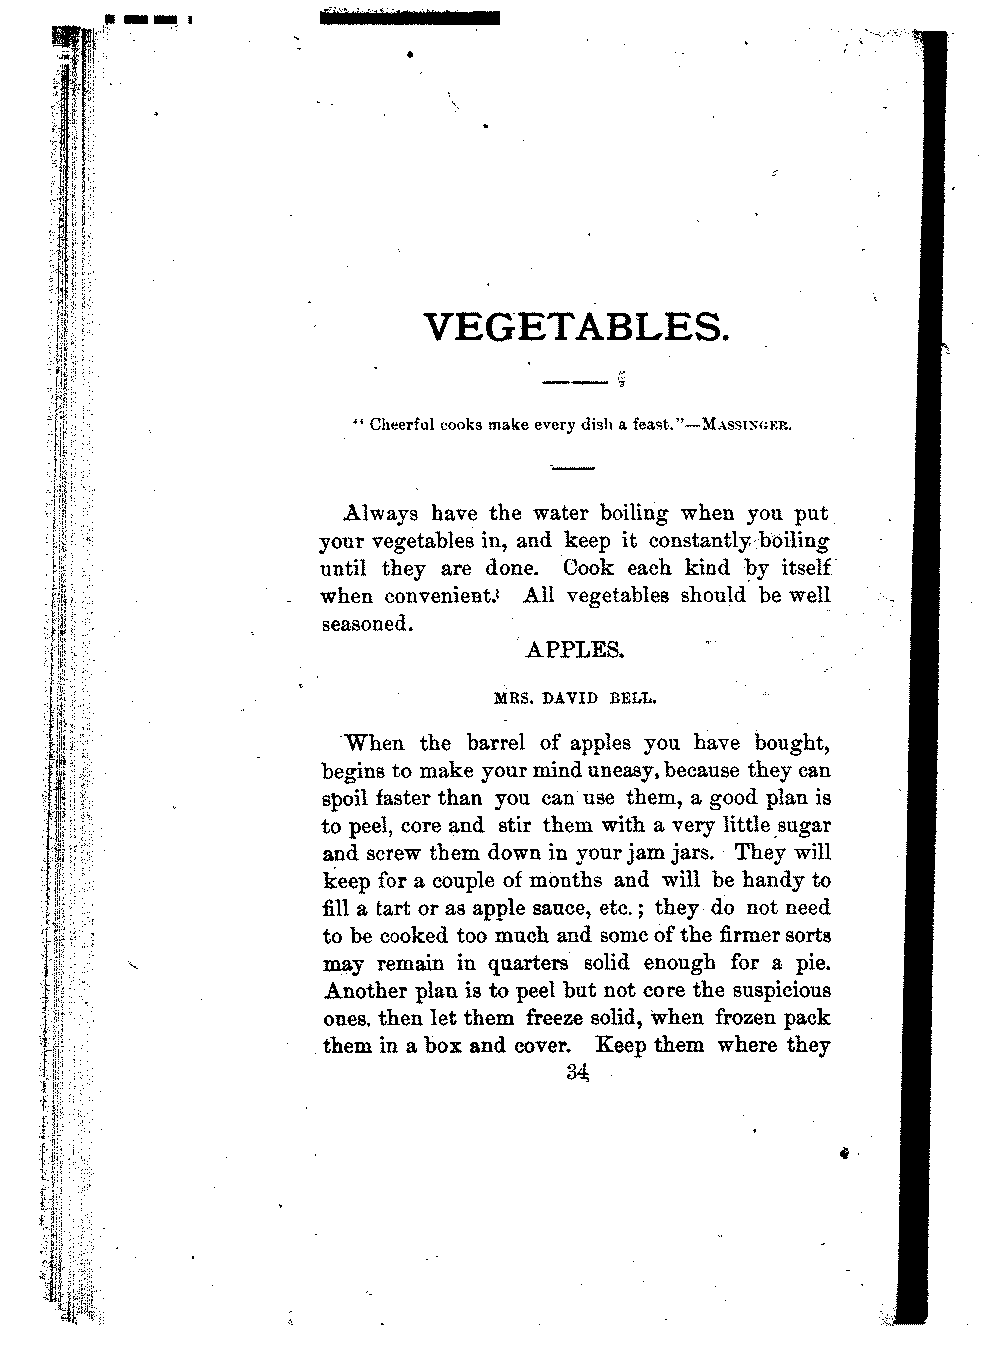 VEGETABLES.
"Cheerful cooks make every dish a feast."—MASSINGER.
Always have the water boiling when you put
your vegetables in, and keep it constantly boiling
until they are done. Cook each kind by itself
when convenient. All vegetables should be well
seasoned.
APPLES.
MRS. DAVID BELL.
When the barrel of apples you have bought,
begins to make your mind uneasy, because they can
spoil faster than you can use them, a good plan is
to peel, core and stir them with a very little sugar
and screw them down in your jam jars. They will
keep for a couple of months and will be handy to
fill a tart or as apple sauce, etc.; they do not need
to be cooked too much and some of the firmer sorts
may remain in quarters solid enough for a pie.
Another plan is to peel but not core the suspicious
ones, then let them freeze solid, when frozen pack
them in a box and cover. Keep them where they
34